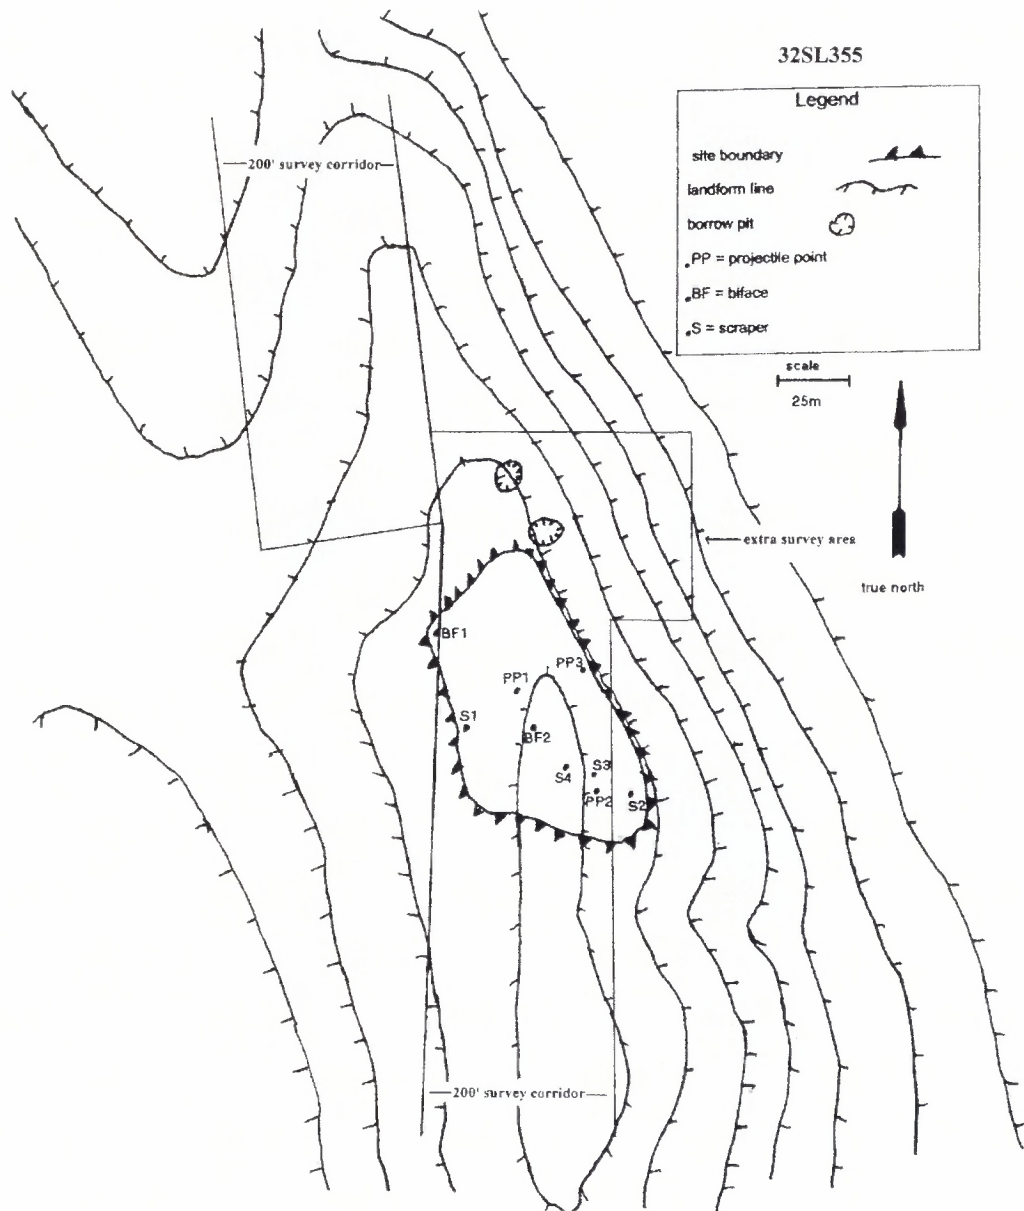 32SL355
Legend
site boundary
landform line
borrow pit
PP = projectile point
BF = biface
S = scraper
scale
25m
200' survey corridor
extra survey area
true north
BF1
PP3
PP1
S1
BF2
S4
S3
PP2
S2
200' survey corridor